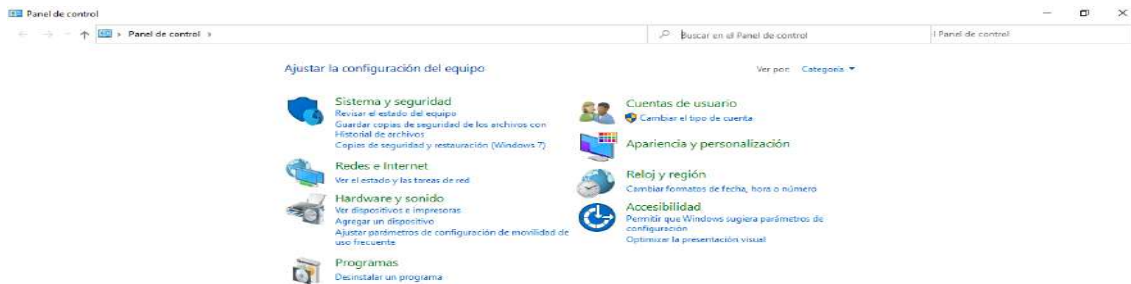 Panel de control
Panel de control
Buscar en el Panel de control
l Panel de control
Ajustar la configuración del equipo
Ver por: Categoría
Sistema y seguridad
Revisar el estado del equipo
Guardar copias de seguridad de los archivos con
Historial de archivos
Copias de seguridad y restauración (Windows 7)
Redes e Internet
Ver el estado y las tareas de red
Hardware y sonido
Ver dispositivos e impresoras
Agregar un dispositivo
Ajustar parámetros de configuración de movilidad de
uso frecuente
Programas
Desinstalar un programa
Cuentas de usuario
Cambiar el tipo de cuenta
Apariencia y personalización
Reloj y región
Cambiar formatos de fecha, hora o número
Accesibilidad
Permitir que Windows sugiera parámetros de
configuración
Optimizar la presentación visual